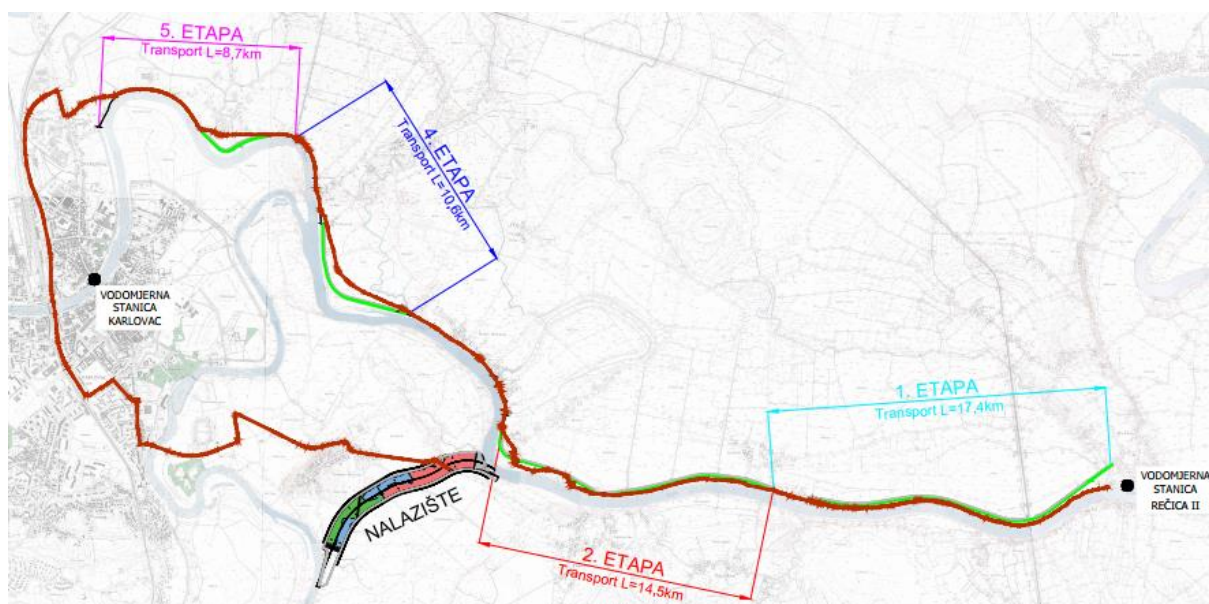 5. ETAPA
Transport L=8,7km
4. ETAPA
Transport L=10,6km
VODOMJERNA
STANICA
KARLOVAC
1. ETAPA
Transport L=17,4km
VODOMJERNA
STANICA
REČICA II
NALAZIŠTE
2. ETAPA
Transport L=14,5km